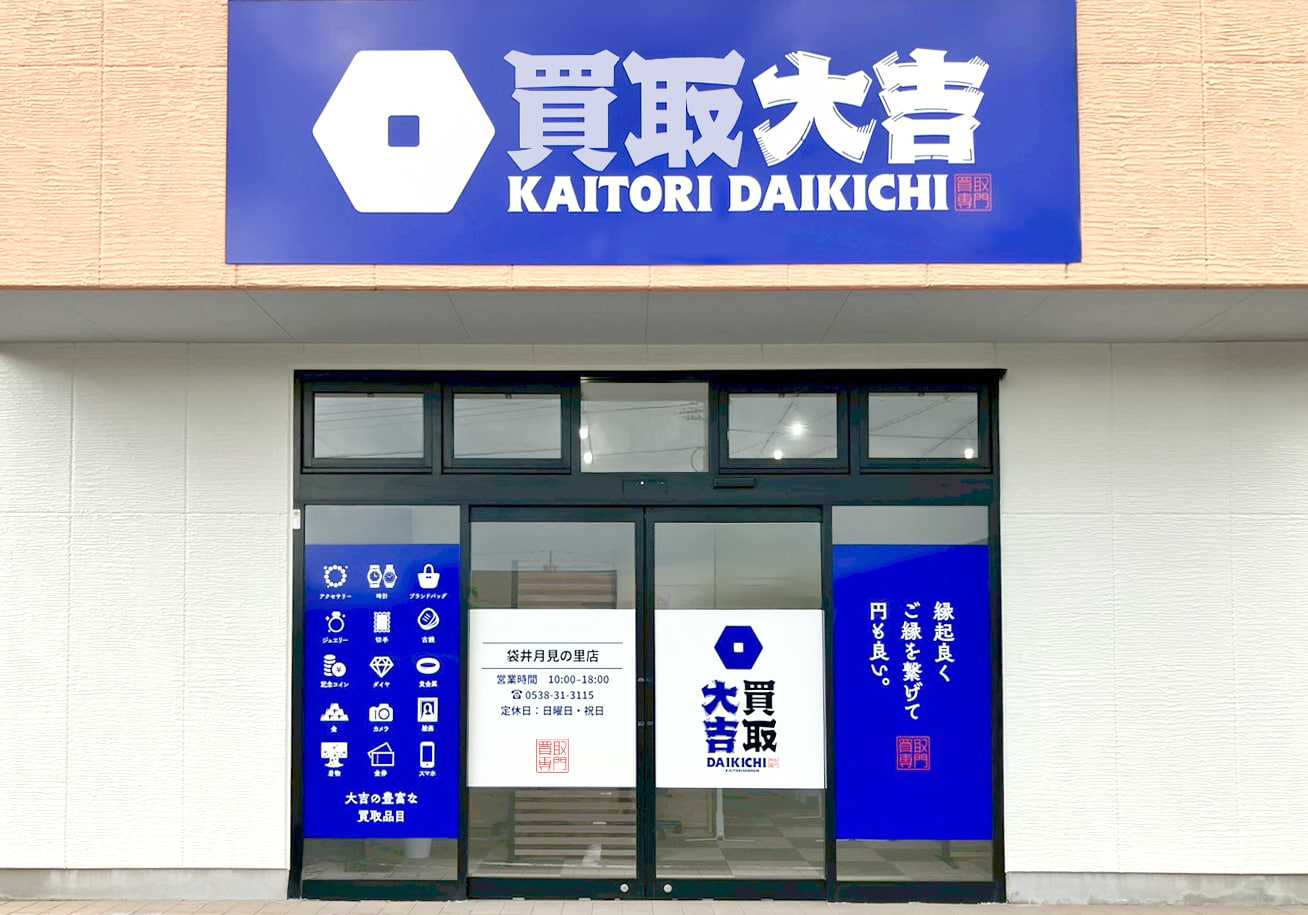 買取大吉
KAITORI DAIKICHI
買取
専門
アクセサリー
時計
ブランドバッグ
ジュエリー
切手
古銭
記念コイン
ダイヤ
貴金属
金
カメラ
絵画
着物
金券
スマホ
大吉の豊富な
買取品目
袋井月見の里店
営業時間 10:00–18:00
☎0538-31-3115
定休日:日曜日・祝日
買取
専門
買取
大吉
DAIKICHI
買取
専門
KAITORISENMON
縁起良く
ご縁を繋げて
円も良い。
買取
専門